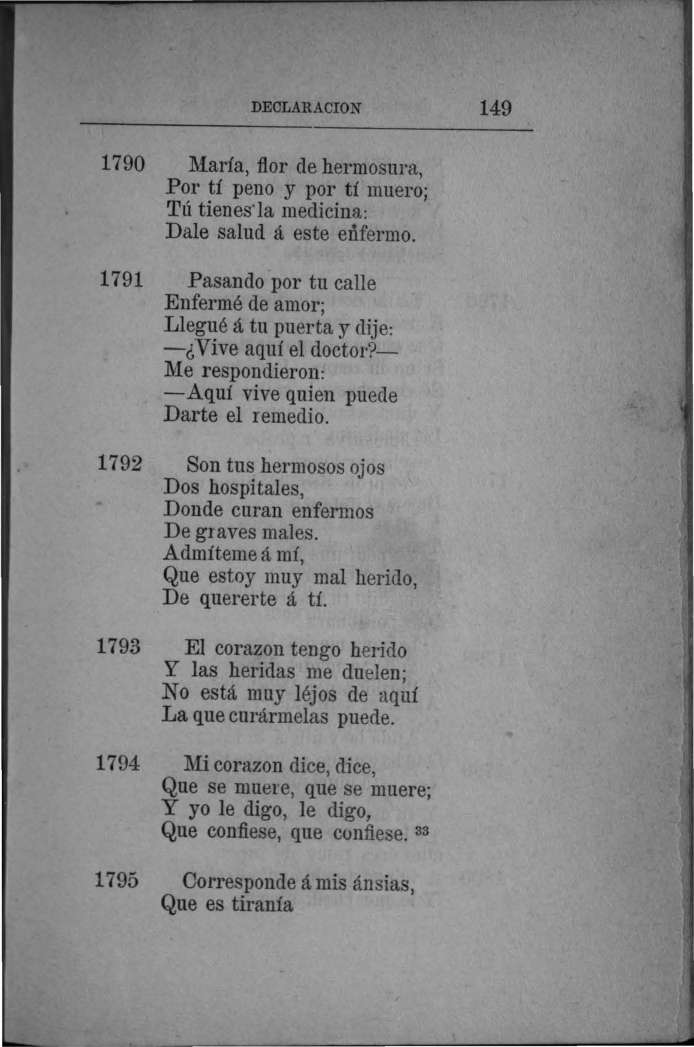 DECLARACION 149
1790 María, flor de hermosura,
Por tí peno y por tí muero;
Tú tienes la medicina:
Dale salud á este enfermo.
1791 Pasando por tu calle
Enfermé de amor;
Llegué á tu puerta y dije:
—¿Vive aquí el doctor?—
Me respondieron:
—Aquí vive quien puede
Darte el remedio.
1792 Son tus hermosos ojos
Dos hospitales,
Donde curan enfermos
De graves males.
Admíteme á mí,
Que estoy muy mal herido,
De quererte á tí.
1793 El corazon tengo herido
Y las heridas me duelen;
No está muy léjos de aquí
La que curármelas puede.
1794 Mi corazon dice, dice,
Que se muere, que se muere;
Y yo le digo, le digo,
Que confiese, que confiese. 33
1795 Corresponde á mis ánsias,
Que es tiranía